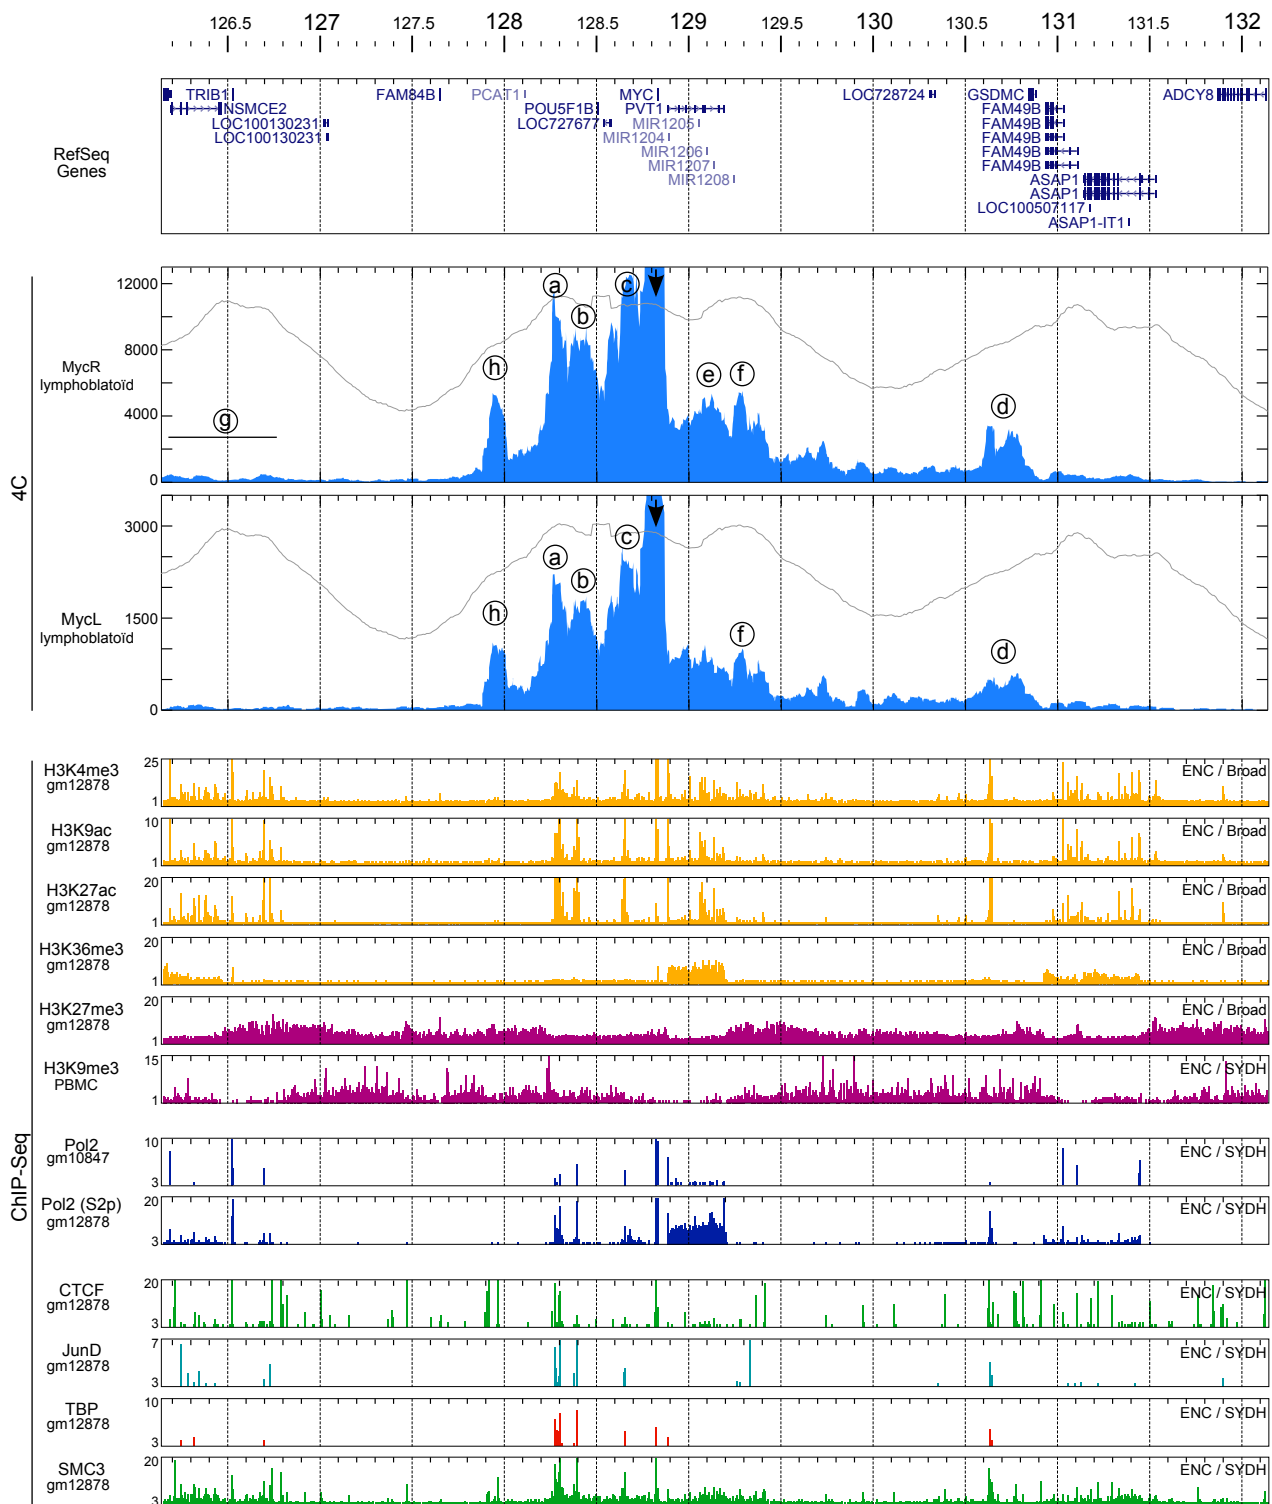 126.5 127 127.5 128 128.5 129 129.5 130 130.5 131 131.5 132
RefSeq Genes
TRIB1 FAM84B PCAT1 MYC LOC728724 GSDMC ADCY8
NSMCE2 POU5F1B PVT1 FAM49B
LOC100130231 LOC727677 MIR1205 FAM49B
LOC100130231 MIR1204 FAM49B
MIR1206 FAM49B
MIR1207 FAM49B
MIR1208 ASAP1
ASAP1
LOC100507117
ASAP1-IT1
4C
MycR lymphoblatoïd
12000
8000
4000
0
a b c h e f d g
MycL lymphoblatoïd
3000
1500
0
a b c h f d
ChIP-Seq
H3K4me3 gm12878 25 1 ENC / Broad
H3K9ac gm12878 10 1 ENC / Broad
H3K27ac gm12878 20 1 ENC / Broad
H3K36me3 gm12878 20 1 ENC / Broad
H3K27me3 gm12878 20 1 ENC / Broad
H3K9me3 PBMC 15 1 ENC / SYDH
Pol2 gm10847 10 3 ENC / SYDH
Pol2 (S2p) gm12878 20 3 ENC / SYDH
CTCF gm12878 20 3 ENC / SYDH
JunD gm12878 7 3 ENC / SYDH
TBP gm12878 10 3 ENC / SYDH
SMC3 gm12878 20 3 ENC / SYDH